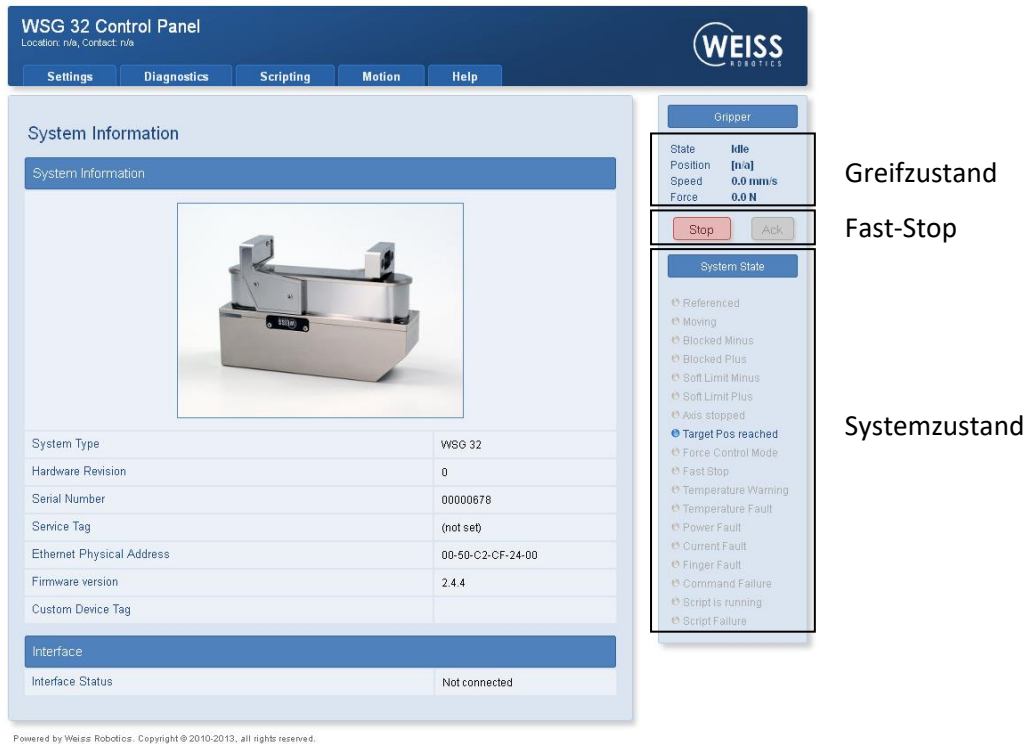 WSG 32 Control Panel
Location: n/a, Contact: n/a
WEISS
ROBOTICS
Settings Diagnostics Scripting Motion Help
System Information
System Information
System Type WSG 32
Hardware Revision 0
Serial Number 00000678
Service Tag (not set)
Ethernet Physical Address 00-50-C2-CF-24-00
Firmware version 2.4.4
Custom Device Tag
Interface
Interface Status Not connected
Gripper
State Idle
Position [n/a]
Speed 0.0 mm/s
Force 0.0 N
Greifzustand
Stop Ack
Fast-Stop
System State
Referenced
Moving
Blocked Minus
Blocked Plus
Soft Limit Minus
Soft Limit Plus
Axis stopped
Target Pos reached
Force Control Mode
Fast Stop
Temperature Warning
Temperature Fault
Power Fault
Current Fault
Finger Fault
Command Failure
Script is running
Script Failure
Systemzustand
Powered by Weiss Robotics. Copyright © 2010-2013, all rights reserved.